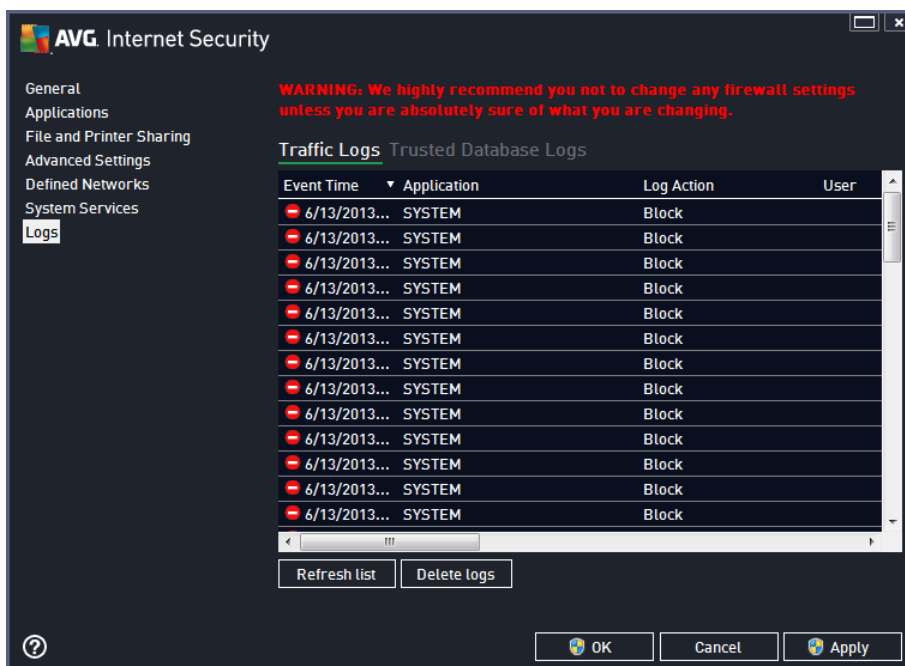 AVG. Internet Security
General
Applications
File and Printer Sharing
Advanced Settings
Defined Networks
System Services
Logs
WARNING: We highly recommend you not to change any firewall settings
unless you are absolutely sure of what you are changing.
Traffic Logs Trusted Database Logs
Event Time Application Log Action User
6/13/2013... SYSTEM Block
6/13/2013... SYSTEM Block
6/13/2013... SYSTEM Block
6/13/2013... SYSTEM Block
6/13/2013... SYSTEM Block
6/13/2013... SYSTEM Block
6/13/2013... SYSTEM Block
6/13/2013... SYSTEM Block
6/13/2013... SYSTEM Block
6/13/2013... SYSTEM Block
6/13/2013... SYSTEM Block
6/13/2013... SYSTEM Block
6/13/2013... SYSTEM Block
Refresh list Delete logs
? OK Cancel Apply